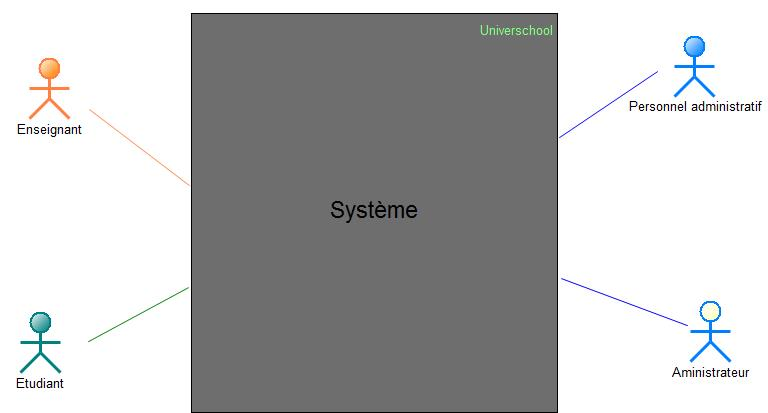 Universchool
Enseignant
Personnel administratif
Système
Etudiant
Aministrateur